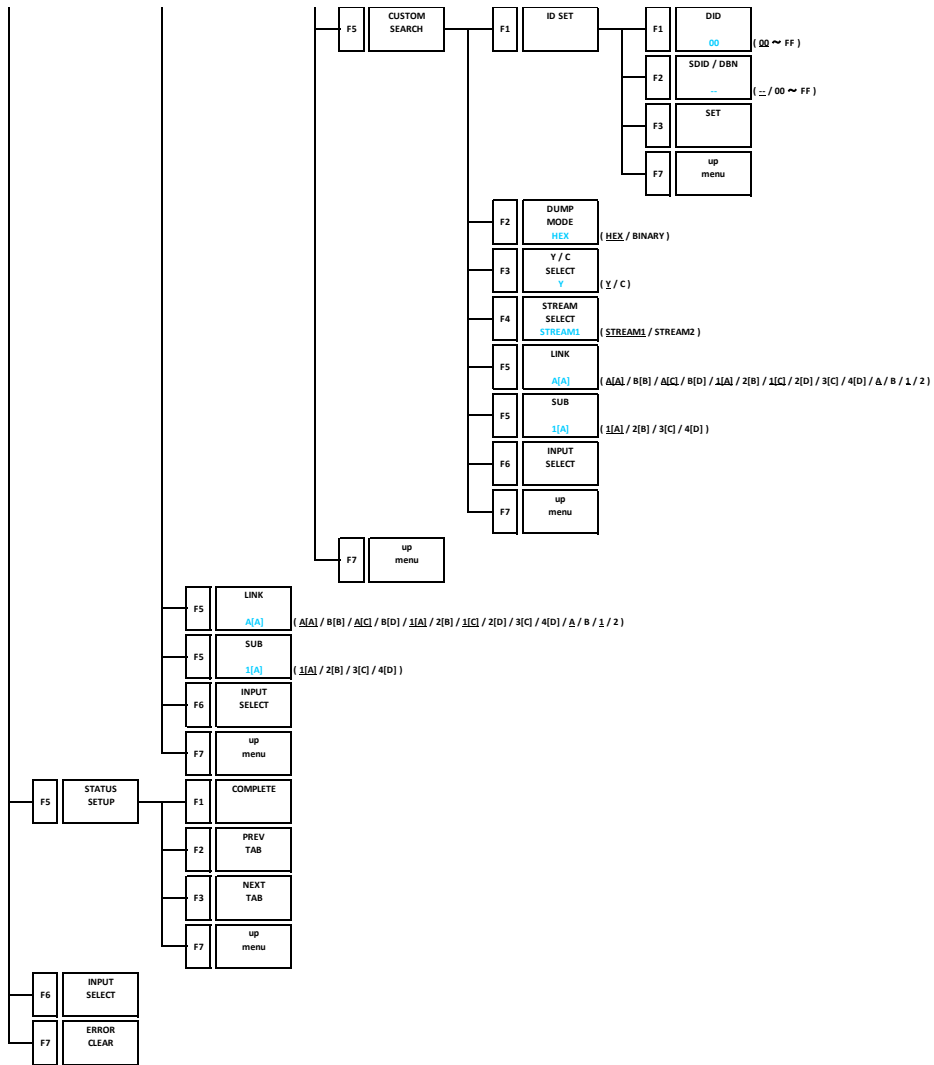 F5
CUSTOM
SEARCH
F1
ID SET
F1
DID
00
( 00 ~ FF )
F2
SDID / DBN
--
( -- / 00 ~ FF )
F3
SET
F7
up
menu
F2
DUMP
MODE
HEX
( HEX / BINARY )
F3
Y / C
SELECT
Y
( Y / C )
F4
STREAM
SELECT
STREAM1
( STREAM1 / STREAM2 )
F5
LINK
A[A]
( A[A] / B[B] / A[C] / B[D] / 1[A] / 2[B] / 1[C] / 2[D] / 3[C] / 4[D] / A / B / 1 / 2 )
F5
SUB
1[A]
( 1[A] / 2[B] / 3[C] / 4[D] )
F6
INPUT
SELECT
F7
up
menu
F7
up
menu
F5
LINK
A[A]
( A[A] / B[B] / A[C] / B[D] / 1[A] / 2[B] / 1[C] / 2[D] / 3[C] / 4[D] / A / B / 1 / 2 )
F5
SUB
1[A]
( 1[A] / 2[B] / 3[C] / 4[D] )
F6
INPUT
SELECT
F7
up
menu
F5
STATUS
SETUP
F1
COMPLETE
F2
PREV
TAB
F3
NEXT
TAB
F7
up
menu
F6
INPUT
SELECT
F7
ERROR
CLEAR